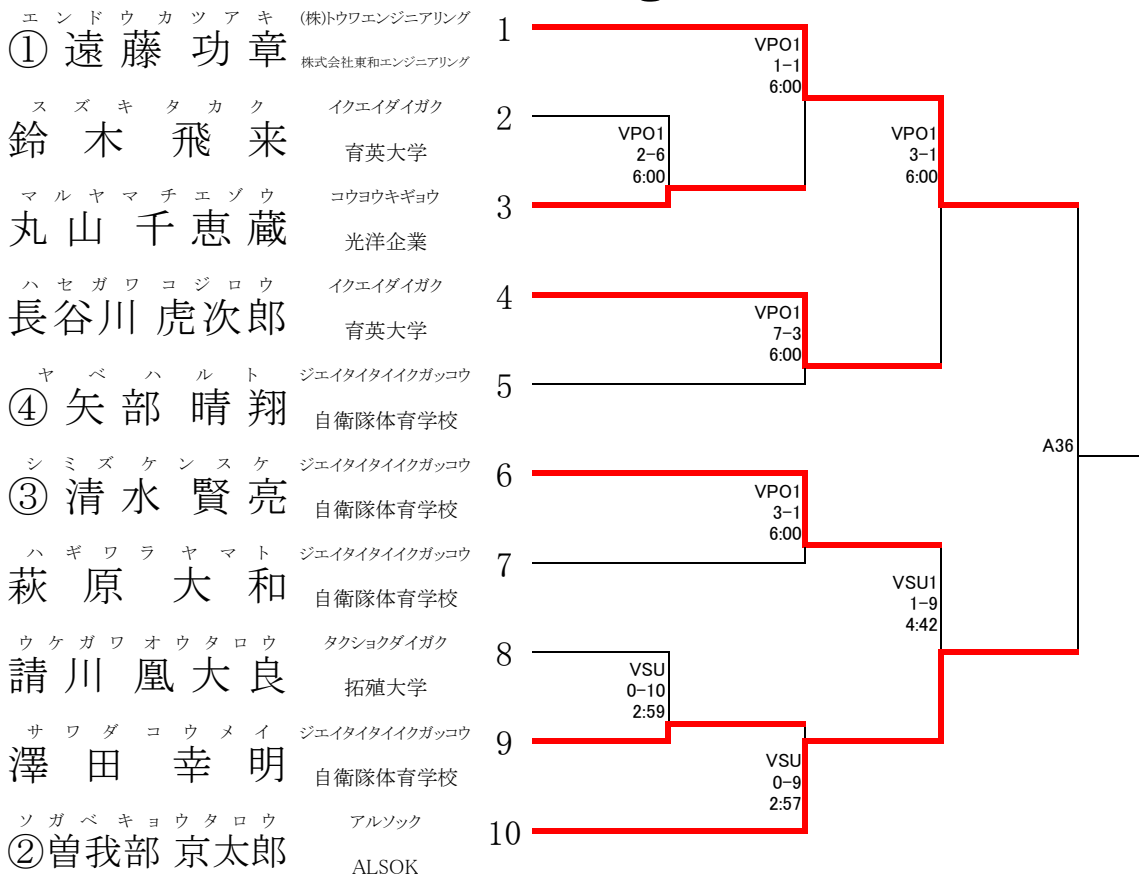 エンドウカツアキ (株)トウワエンジニアリング 1
① 遠藤 功章 株式会社東和エンジニアリング
スズキタカク イクエイダイガク 2
鈴木 飛来 育英大学
マルヤマチエゾウ コウヨウキギョウ 3
丸山 千恵蔵 光洋企業
ハセガワコジロウ イクエイダイガク 4
長谷川 虎次郎 育英大学
ヤベハルト ジエイタイタイイクガッコウ 5
④ 矢部 晴翔 自衛隊体育学校
シミズケンスケ ジエイタイタイイクガッコウ 6
③ 清水 賢亮 自衛隊体育学校
ハギワラヤマト ジエイタイタイイクガッコウ 7
萩原 大和 自衛隊体育学校
ウケガワオウタロウ タクショクダイガク 8
請川 凰大良 拓殖大学
サワダコウメイ ジエイタイタイイクガッコウ 9
澤田 幸明 自衛隊体育学校
ソガベキョウタロウ アルソック 10
②曽我部 京太郎 ALSOK
VPO1
2-6
6:00
VSU
0-10
2:59
VPO1
1-1
6:00
VPO1
7-3
6:00
VPO1
3-1
6:00
VSU
0-9
2:57
VPO1
3-1
6:00
VSU1
1-9
4:42
A36